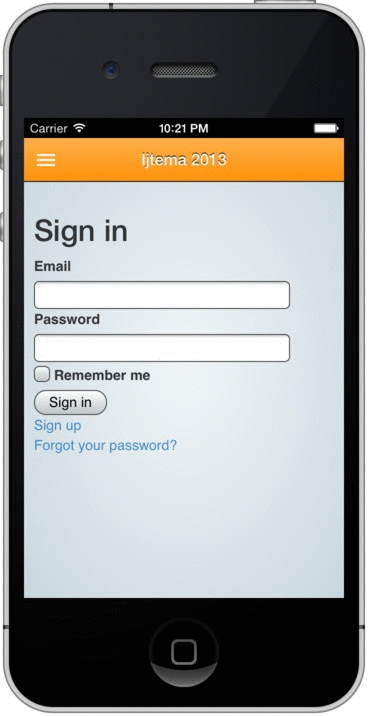 Carrier 10:21 PM
Ijtema 2013
Sign in
Email
Password
Remember me
Sign in
Sign up
Forgot your password?